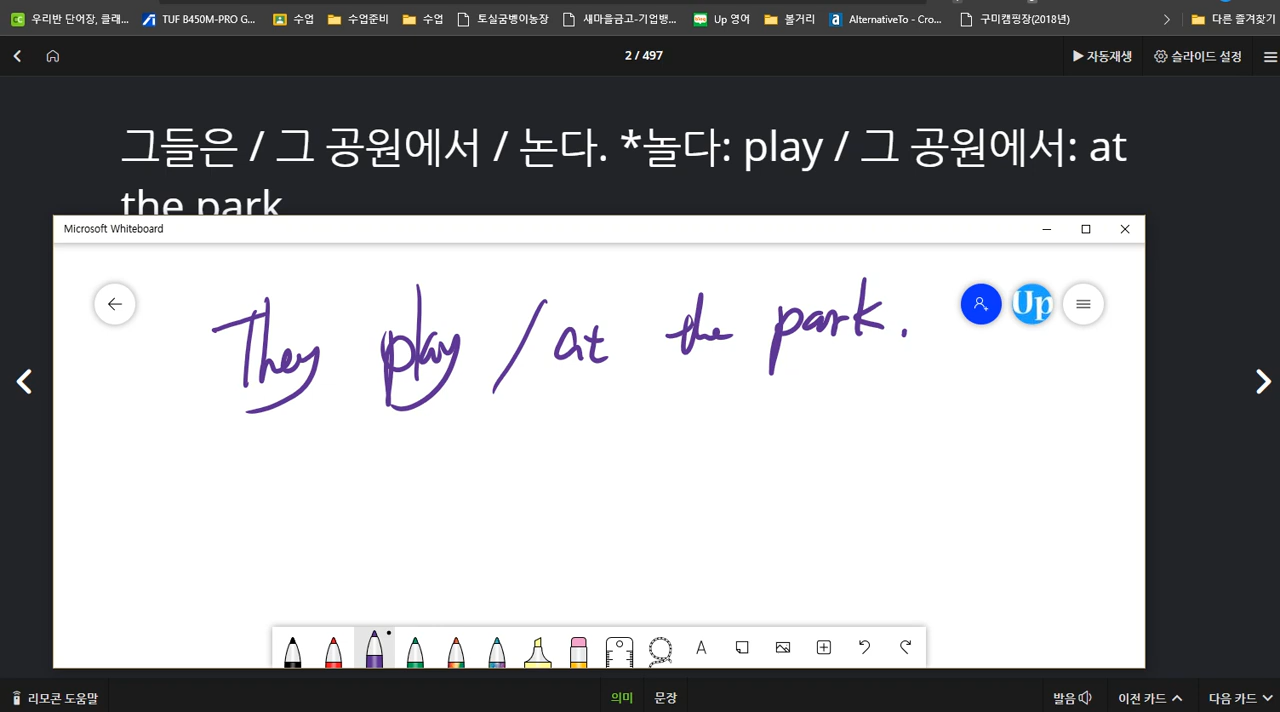 우리반 단어장, 클래... TUF B450M-PRO G... 수업 수업준비 수업 토실굼벵이농장 새마을금고-기업뱅... Up 영어 볼거리 AlternativeTo - Cro... 구미캠핑장(2018년) 다른 즐겨찾기
2 / 497 자동재생 슬라이드 설정
그들은 / 그 공원에서 / 논다. *놀다: play / 그 공원에서: at
the park
Microsoft Whiteboard
Up
They play / at the park.
리모콘 도움말 의미 문장 발음 이전 카드 다음 카드